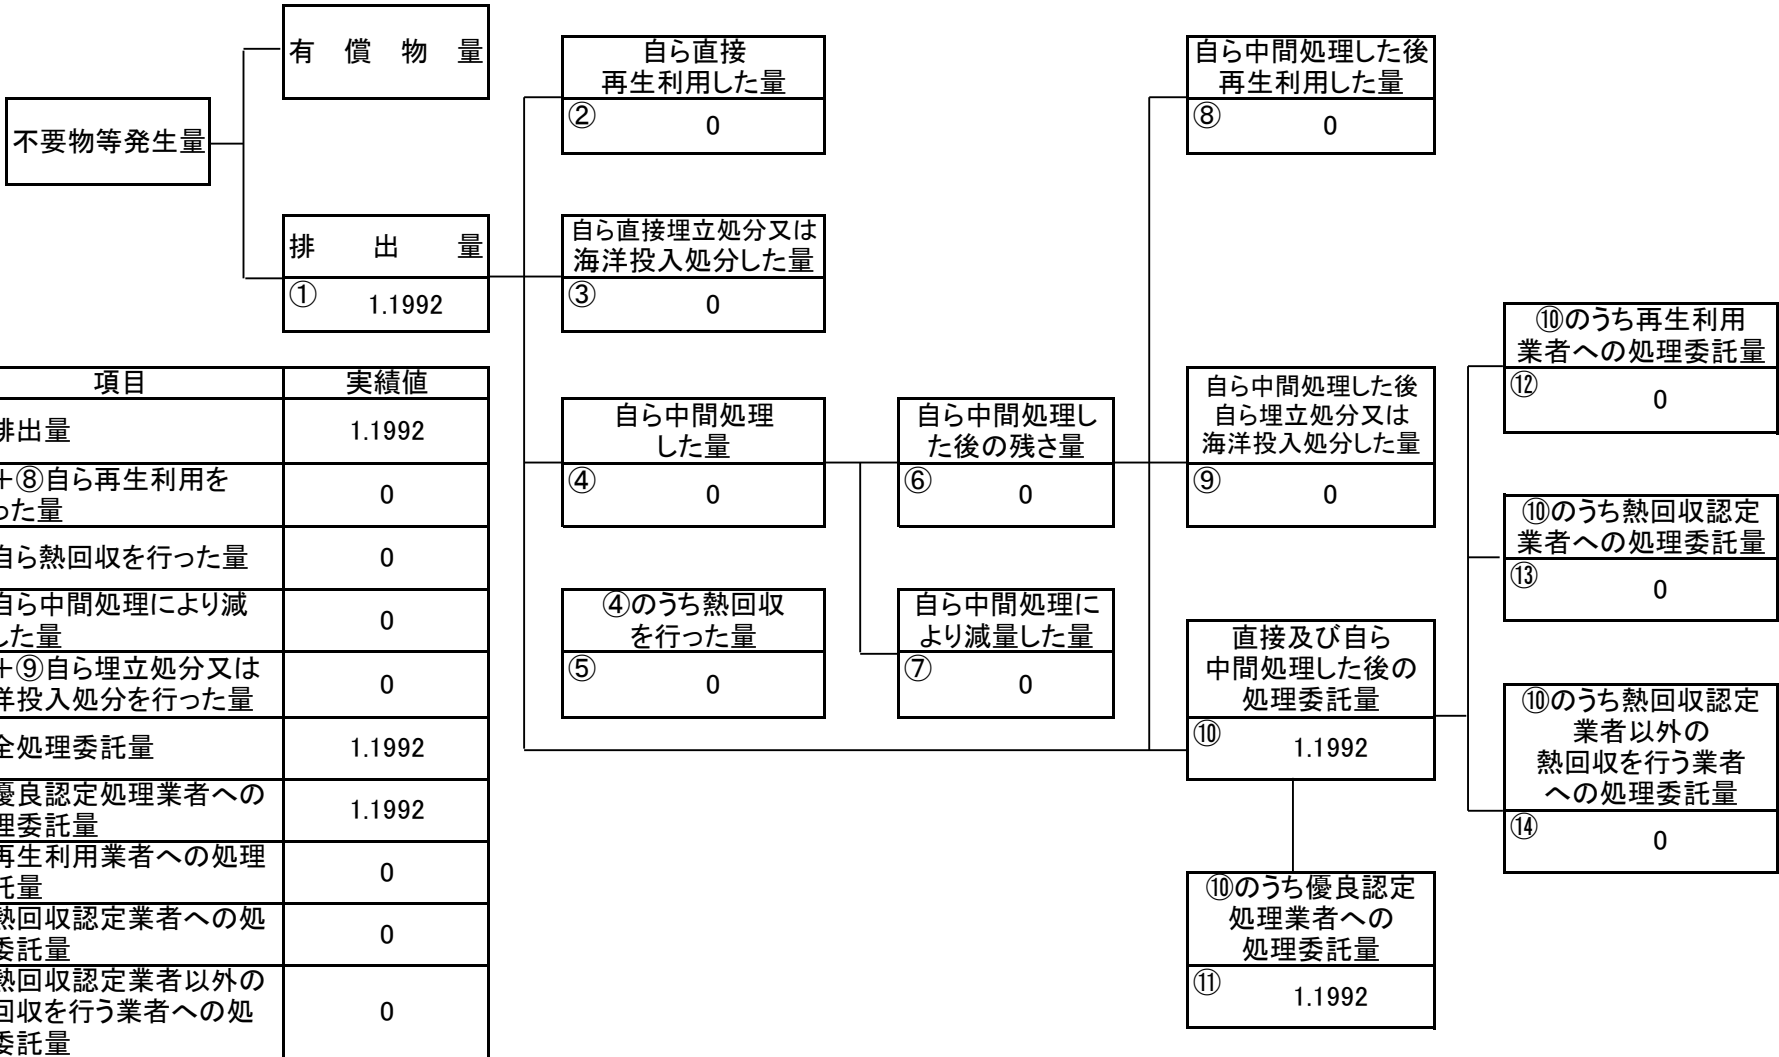 有償物量
不要物等発生量
排出量
① 1.1992
自ら直接
再生利用した量
② 0
自ら直接埋立処分又は
海洋投入処分した量
③ 0
自ら中間処理
した量
④ 0
④のうち熱回収
を行った量
⑤ 0
自ら中間処理し
た後の残さ量
⑥ 0
自ら中間処理に
より減量した量
⑦ 0
自ら中間処理した後
再生利用した量
⑧ 0
自ら中間処理した後
自ら埋立処分又は
海洋投入処分した量
⑨ 0
直接及び自ら
中間処理した後の
処理委託量
⑩ 1.1992
⑩のうち優良認定
処理業者への
処理委託量
⑪ 1.1992
⑩のうち再生利用
業者への処理委託量
⑫ 0
⑩のうち熱回収認定
業者への処理委託量
⑬ 0
⑩のうち熱回収認定
業者以外の
熱回収を行う業者
への処理委託量
⑭ 0
項目 実績値
排出量 1.1992
+⑧自ら再生利用を
った量 0
自ら熱回収を行った量 0
自ら中間処理により減
した量 0
+⑨自ら埋立処分又は
洋投入処分を行った量 0
全処理委託量 1.1992
優良認定処理業者への
理委託量 1.1992
再生利用業者への処理
託量 0
熱回収認定業者への処
委託量 0
熱回収認定業者以外の
回収を行う業者への処
委託量 0